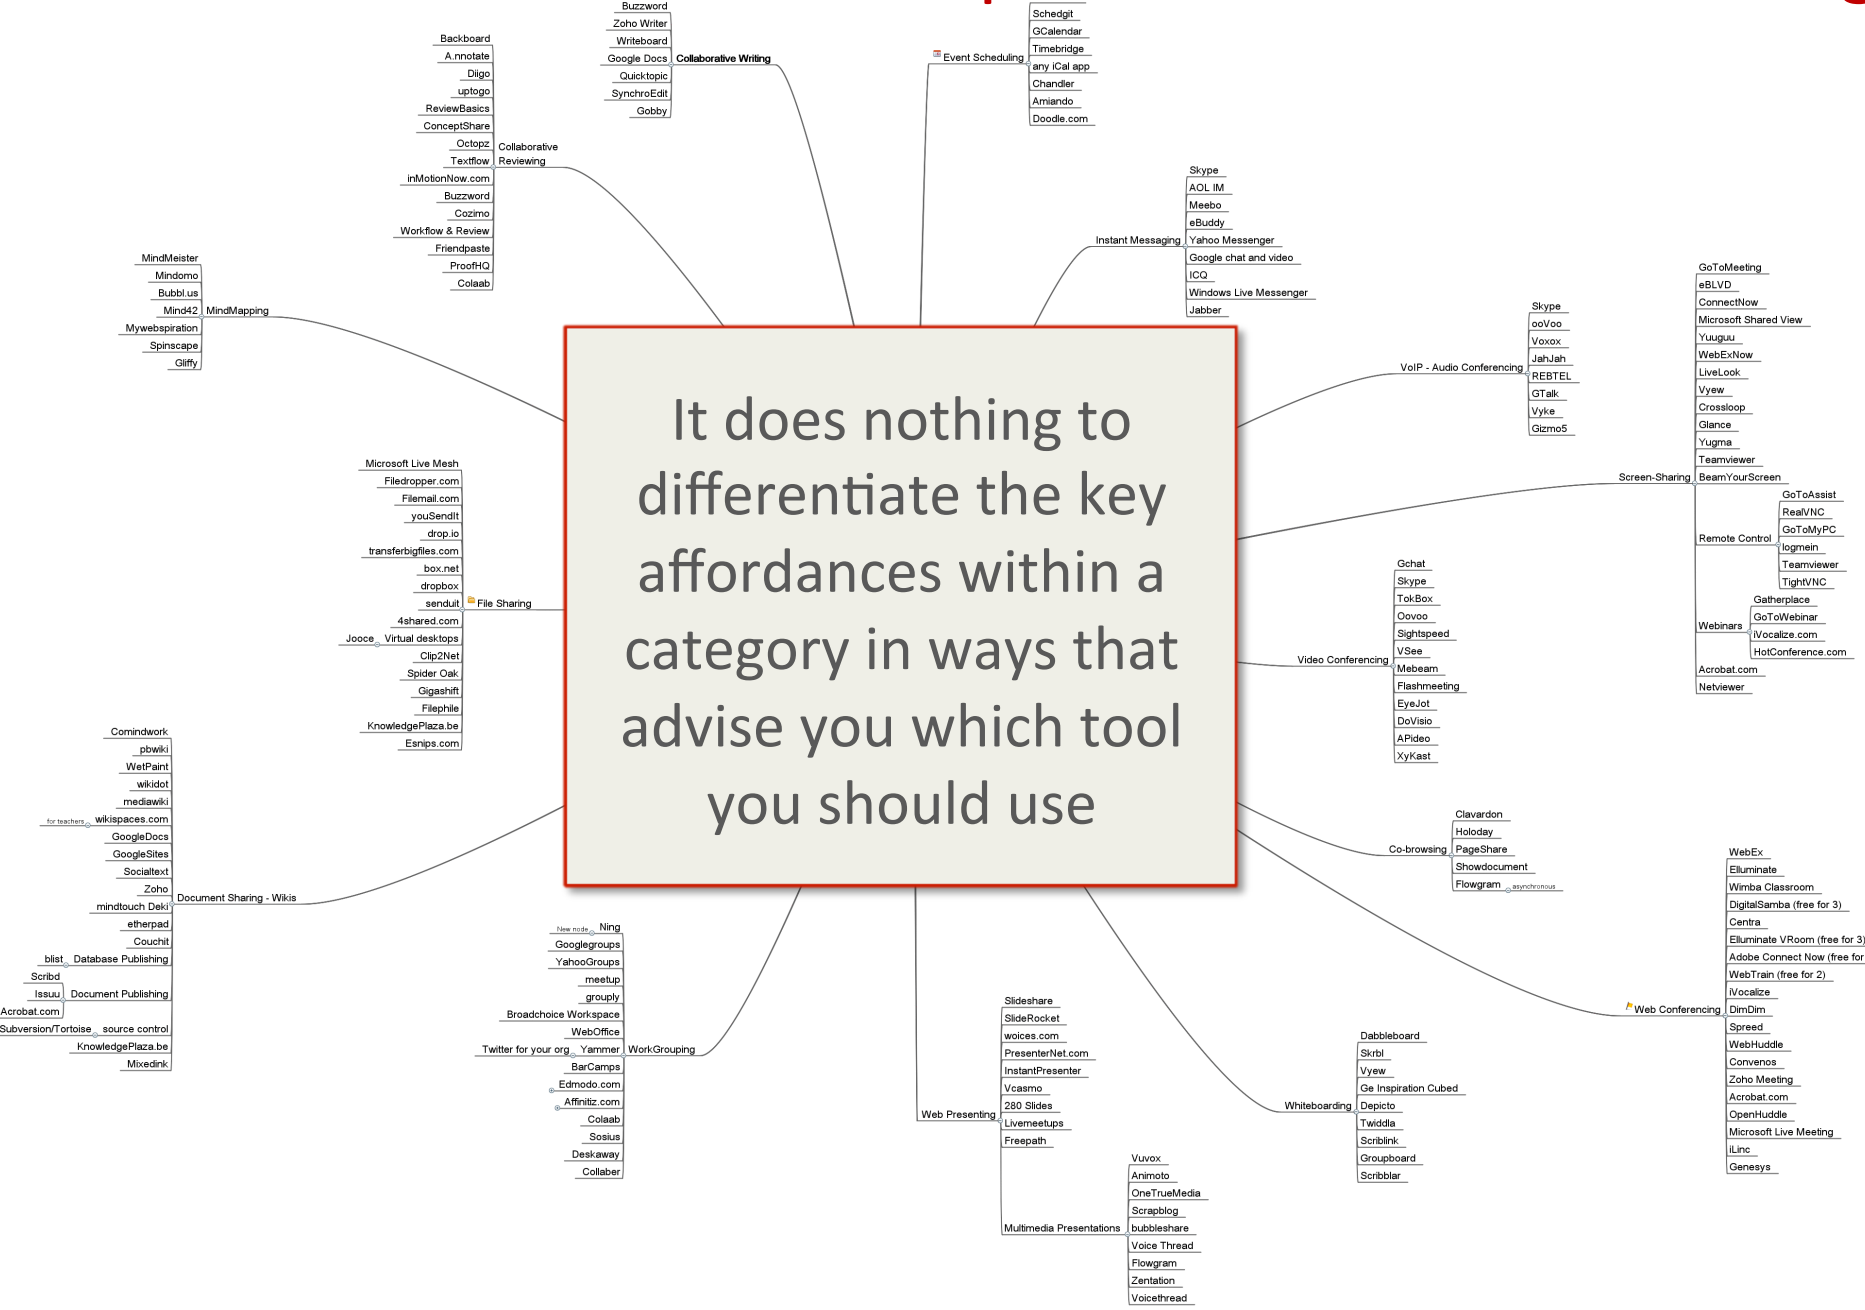 Buzzword
Zoho Writer
Writeboard
Google Docs
Quicktopic
SynchroEdit
Gobby
Collaborative Writing
Schedgit
GCalendar
Timebridge
any iCal app
Chandler
Amiando
Doodle.com
Event Scheduling
Backboard
A.nnotate
Diigo
uptogo
ReviewBasics
ConceptShare
Octopz
Textflow
inMotionNow.com
Buzzword
Cozimo
Workflow & Review
Friendpaste
ProofHQ
Colaab
Collaborative
Reviewing
Skype
AOL IM
Meebo
eBuddy
Yahoo Messenger
Google chat and video
ICQ
Windows Live Messenger
Jabber
Instant Messaging
MindMeister
Mindomo
Bubbl.us
Mind42
Mywebspiration
Spinscape
Gliffy
MindMapping
Skype
ooVoo
Voxox
JahJah
REBTEL
GTalk
Vyke
Gizmo5
VoIP - Audio Conferencing
GoToMeeting
eBLVD
ConnectNow
Microsoft Shared View
Yuuguu
WebExNow
LiveLook
Vyew
Crossloop
Glance
Yugma
Teamviewer
BeamYourScreen
Screen-Sharing
GoToAssist
RealVNC
GoToMyPC
logmein
Teamviewer
TightVNC
Remote Control
Gatherplace
GoToWebinar
iVocalize.com
HotConference.com
Webinars
Acrobat.com
Netviewer
It does nothing to
differentiate the key
affordances within a
category in ways that
advise you which tool
you should use
Microsoft Live Mesh
Filedropper.com
Filemail.com
youSendIt
drop.io
transferbigfiles.com
box.net
dropbox
senduit
4shared.com
Jooce Virtual desktops
Clip2Net
Spider Oak
Gigashift
Filephile
KnowledgePlaza.be
Esnips.com
File Sharing
Gchat
Skype
TokBox
Oovoo
Sightspeed
VSee
Mebeam
Flashmeeting
EyeJot
DoVisio
APideo
XyKast
Video Conferencing
Comindwork
pbwiki
WetPaint
wikidot
mediawiki
for teachers wikispaces.com
GoogleDocs
GoogleSites
Socialtext
Zoho
mindtouch Deki
etherpad
Couchit
blist Database Publishing
Scribd
Issuu
Acrobat.com
Document Publishing
Subversion/Tortoise source control
KnowledgePlaza.be
Mixedink
Document Sharing - Wikis
Clavardon
Holoday
PageShare
Showdocument
Flowgram asynchronous
Co-browsing
WebEx
Elluminate
Wimba Classroom
DigitalSamba (free for 3)
Centra
Elluminate VRoom (free for 3)
Adobe Connect Now (free for
WebTrain (free for 2)
iVocalize
DimDim
Spreed
WebHuddle
Convenos
Zoho Meeting
Acrobat.com
OpenHuddle
Microsoft Live Meeting
iLinc
Genesys
Web Conferencing
New node Ning
Googlegroups
YahooGroups
meetup
grouply
Broadchoice Workspace
WebOffice
Twitter for your org Yammer
BarCamps
Edmodo.com
Affinitiz.com
Colaab
Sosius
Deskaway
Collaber
WorkGrouping
Slideshare
SlideRocket
woices.com
PresenterNet.com
InstantPresenter
Vcasmo
280 Slides
Livemeetups
Freepath
Web Presenting
Vuvox
Animoto
OneTrueMedia
Scrapblog
bubbleshare
Voice Thread
Flowgram
Zentation
Voicethread
Multimedia Presentations
Dabbleboard
Skrbl
Vyew
Ge Inspiration Cubed
Depicto
Twiddla
Scriblink
Groupboard
Scribblar
Whiteboarding